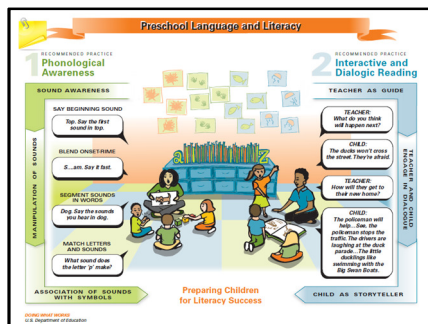 Preschool Language and Literacy
RECOMMENDED PRACTICE
1 Phonological
Awareness
SOUND AWARENESS
SAY BEGINNING SOUND
Top. Say the first
sound in top.
BLEND ONSET-RIME
S...am. Say it fast.
SEGMENT SOUNDS
IN WORDS
Dog. Say the sounds
you hear in dog.
MATCH LETTERS
AND SOUNDS
What sound does
the letter 'p' make?
MANIPULATION OF SOUNDS
ASSOCIATION OF SOUNDS
WITH SYMBOLS
a z
Preparing Children
for Literacy Success
RECOMMENDED PRACTICE
2 Interactive and
Dialogic Reading
TEACHER AS GUIDE
TEACHER:
What do you think
will happen next?
CHILD:
The ducks won't cross
the street. They're afraid.
TEACHER:
How will they get to
their new home?
CHILD:
The policeman will
help...See, the
policeman stops
the traffic. The drivers are
laughing at the duck
parade...The little
ducklings like
swimming with the
Big Swan Boats.
TEACHER AND CHILD
ENGAGE IN DIALOGUE
CHILD AS STORYTELLER
DOING WHAT WORKS
U.S. Department of Education